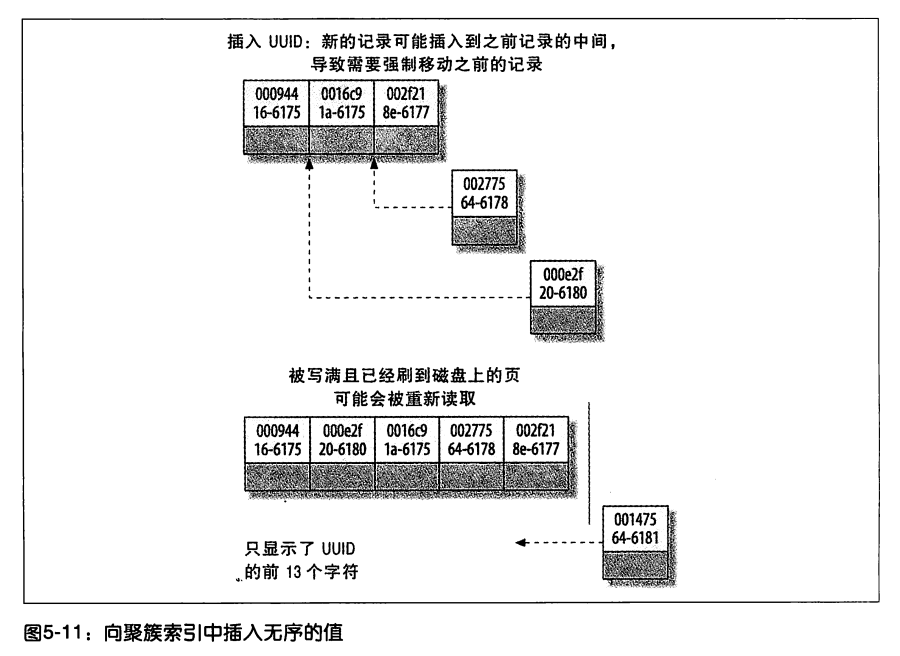 插入 UUID：新的记录可能插入到之前记录的中间，
导致需要强制移动之前的记录
000944 0016c9 002f21
16-6175 1a-6175 8e-6177
002775
64-6178
000e2f
20-6180
被写满且已经刷到磁盘上的页
可能会被重新读取
000944 000e2f 0016c9 002775 002f21
16-6175 20-6180 1a-6175 64-6178 8e-6177
001475
64-6181
只显示了 UUID
的前 13 个字符
图5-11：向聚簇索引中插入无序的值